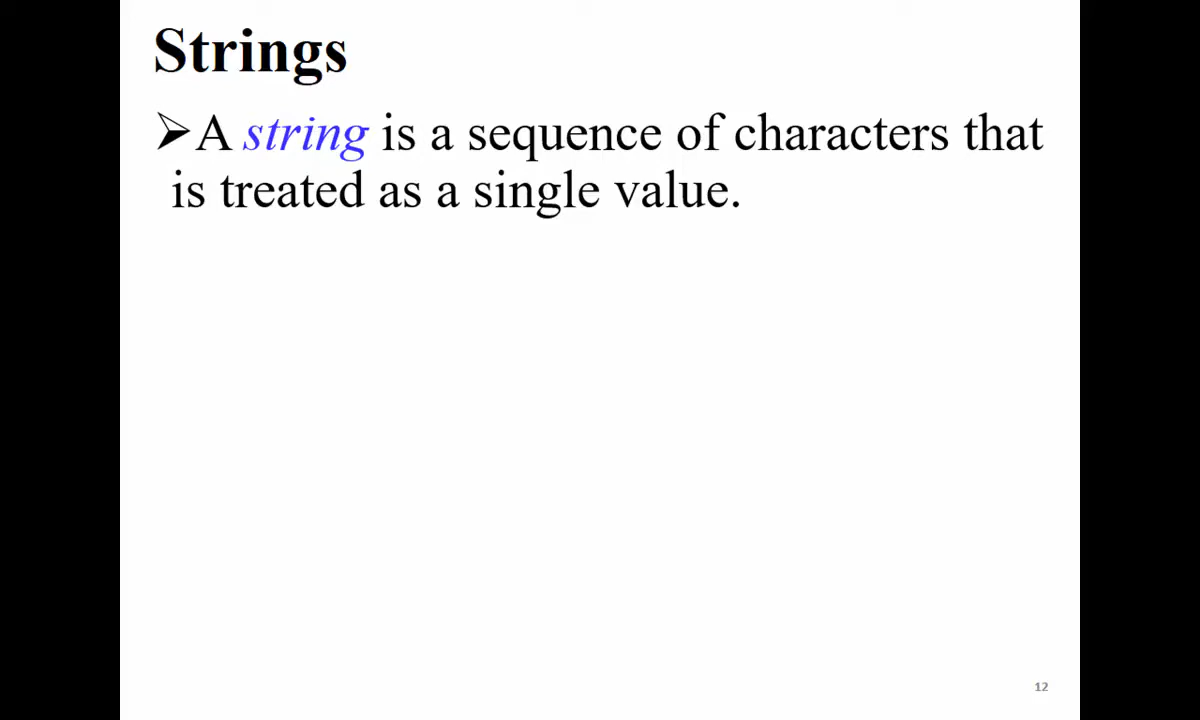 Strings
➢A string is a sequence of characters that
is treated as a single value.
12